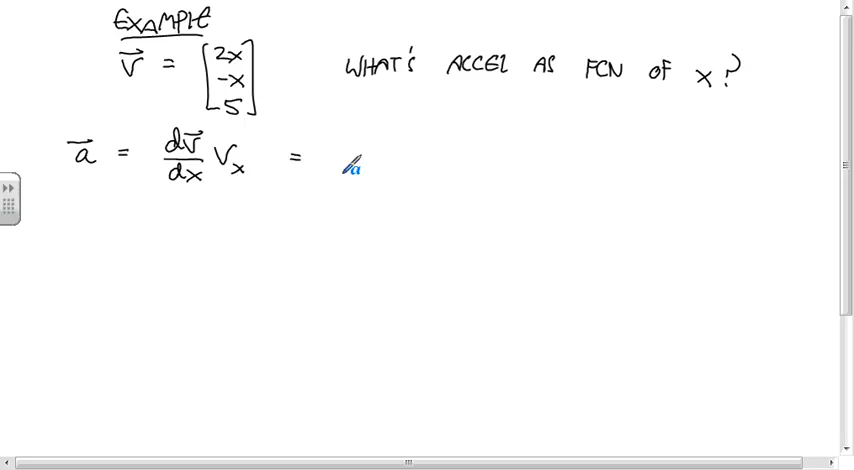 EXAMPLE
v⃗ = [2x -x 5] WHAT'S ACCEL AS FCN OF x?
a⃗ = dv⃗/dx Vx =